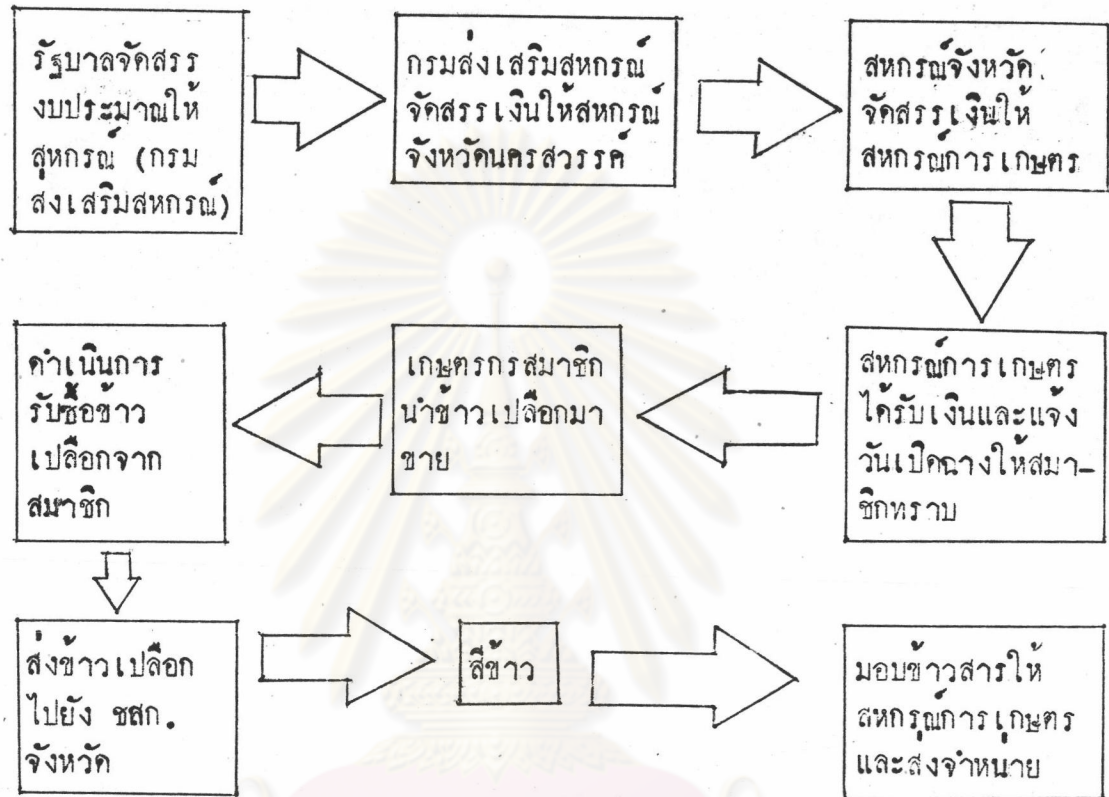 รัฐบาลจัดสรร
งบประมาณให้
สหกรณ์ (กรม
ส่งเสริมสหกรณ์)
กรมส่งเสริมสหกรณ์
จัดสรรเงินให้สหกรณ์
จังหวัดนครสวรรค์
สหกรณ์จังหวัด
จัดสรรเงินให้
สหกรณ์การเกษตร
สหกรณ์การเกษตร
ได้รับเงินและแจ้ง
วันเปิดฉางให้สมา-
ชิกทราบ
เกษตรกรสมาชิก
นำข้าวเปลือกมา
ขาย
ดำเนินการ
รับซื้อข้าว
เปลือกจาก
สมาชิก
ส่งข้าวเปลือก
ไปยัง ชสก.
จังหวัด
สีข้าว
มอบข้าวสารให้
สหกรณ์การเกษตร
และส่งจำหน่าย